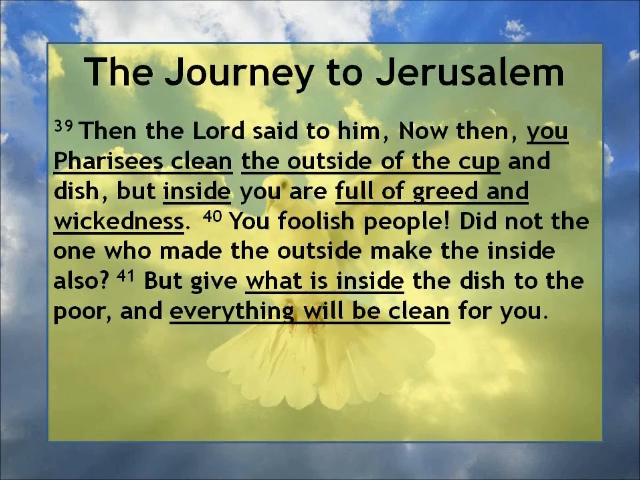 The Journey to Jerusalem
39 Then the Lord said to him, Now then, you
Pharisees clean the outside of the cup and
dish, but inside you are full of greed and
wickedness. 40 You foolish people! Did not the
one who made the outside make the inside
also? 41 But give what is inside the dish to the
poor, and everything will be clean for you.